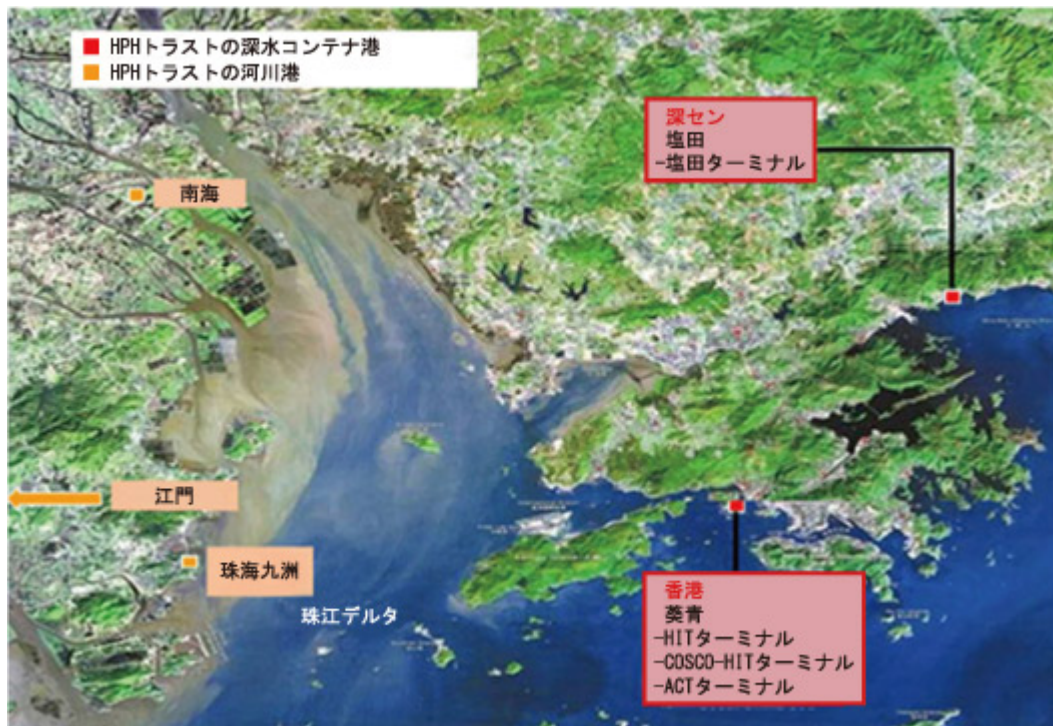 HPHトラストの深水コンテナ港
HPHトラストの河川港
深セン
塩田
-塩田ターミナル
南海
江門
珠海九洲
珠江デルタ
香港
葵青
-HITターミナル
-COSCO-HITターミナル
-ACTターミナル